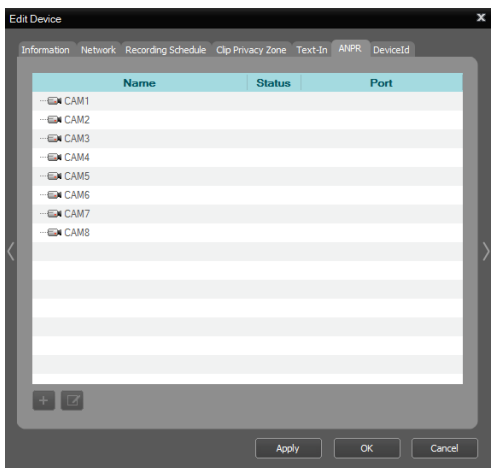 Edit Device x
Information Network Recording Schedule Clip Privacy Zone Text-In ANPR DeviceId
Name Status Port
CAM1
CAM2
CAM3
CAM4
CAM5
CAM6
CAM7
CAM8
Apply OK Cancel